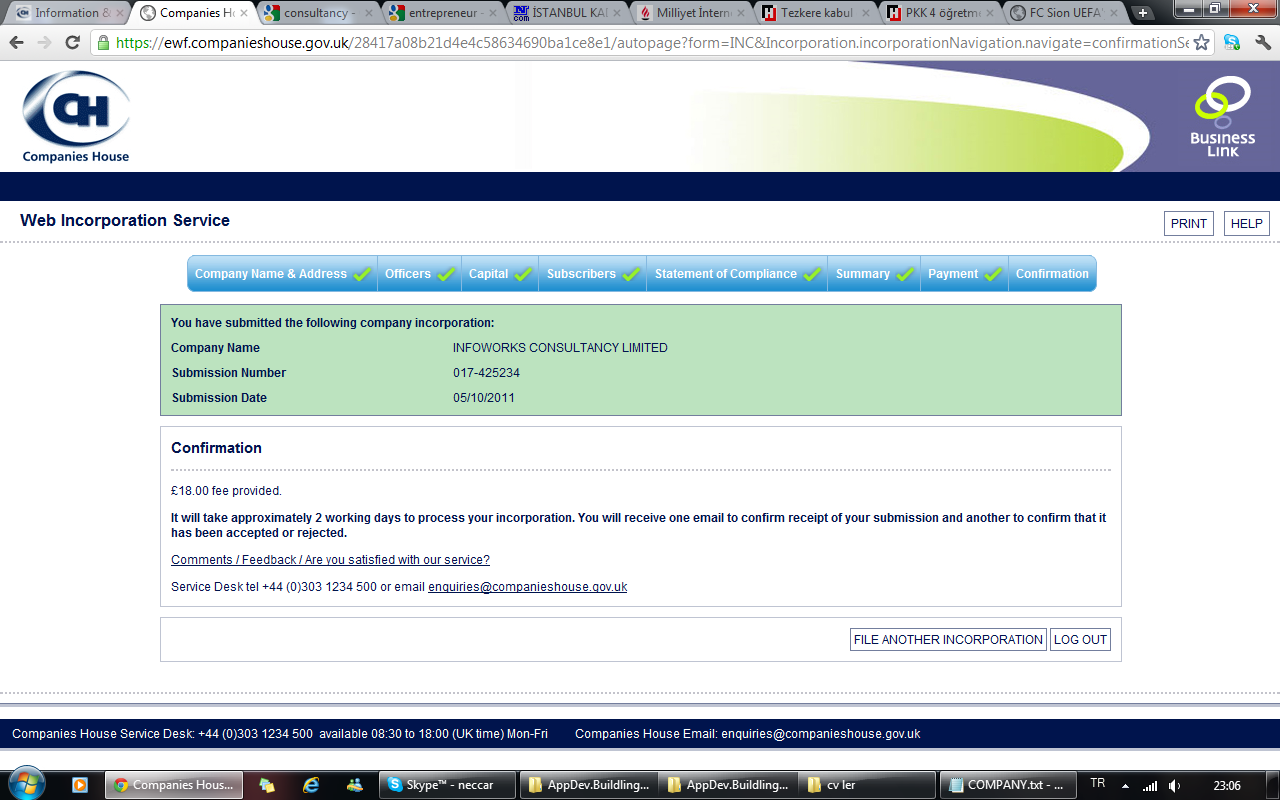 Information &
Companies Ho
consultancy -
entrepreneur -
İSTANBUL KAD
Milliyet İntern
Tezkere kabul
PKK 4 öğretme
FC Sion UEFA'
https://ewf.companieshouse.gov.uk/28417a08b21d4e4c58634690ba1ce8e1/autopage?form=INC&Incorporation.incorporationNavigation.navigate=confirmationSe
CH
Companies House
Business
Link
Web Incorporation Service
PRINT
HELP
Company Name & Address
Officers
Capital
Subscribers
Statement of Compliance
Summary
Payment
Confirmation
You have submitted the following company incorporation:
Company Name INFOWORKS CONSULTANCY LIMITED
Submission Number 017-425234
Submission Date 05/10/2011
Confirmation
£18.00 fee provided.
It will take approximately 2 working days to process your incorporation. You will receive one email to confirm receipt of your submission and another to confirm that it
has been accepted or rejected.
Comments / Feedback / Are you satisfied with our service?
Service Desk tel +44 (0)303 1234 500 or email enquiries@companieshouse.gov.uk
FILE ANOTHER INCORPORATION
LOG OUT
Companies House Service Desk: +44 (0)303 1234 500 available 08:30 to 18:00 (UK time) Mon-Fri Companies House Email: enquiries@companieshouse.gov.uk
Companies Hous...
Skype™ - neccar
AppDev.Buildling...
AppDev.Buildling...
cv ler
COMPANY.txt - ...
TR
23:06